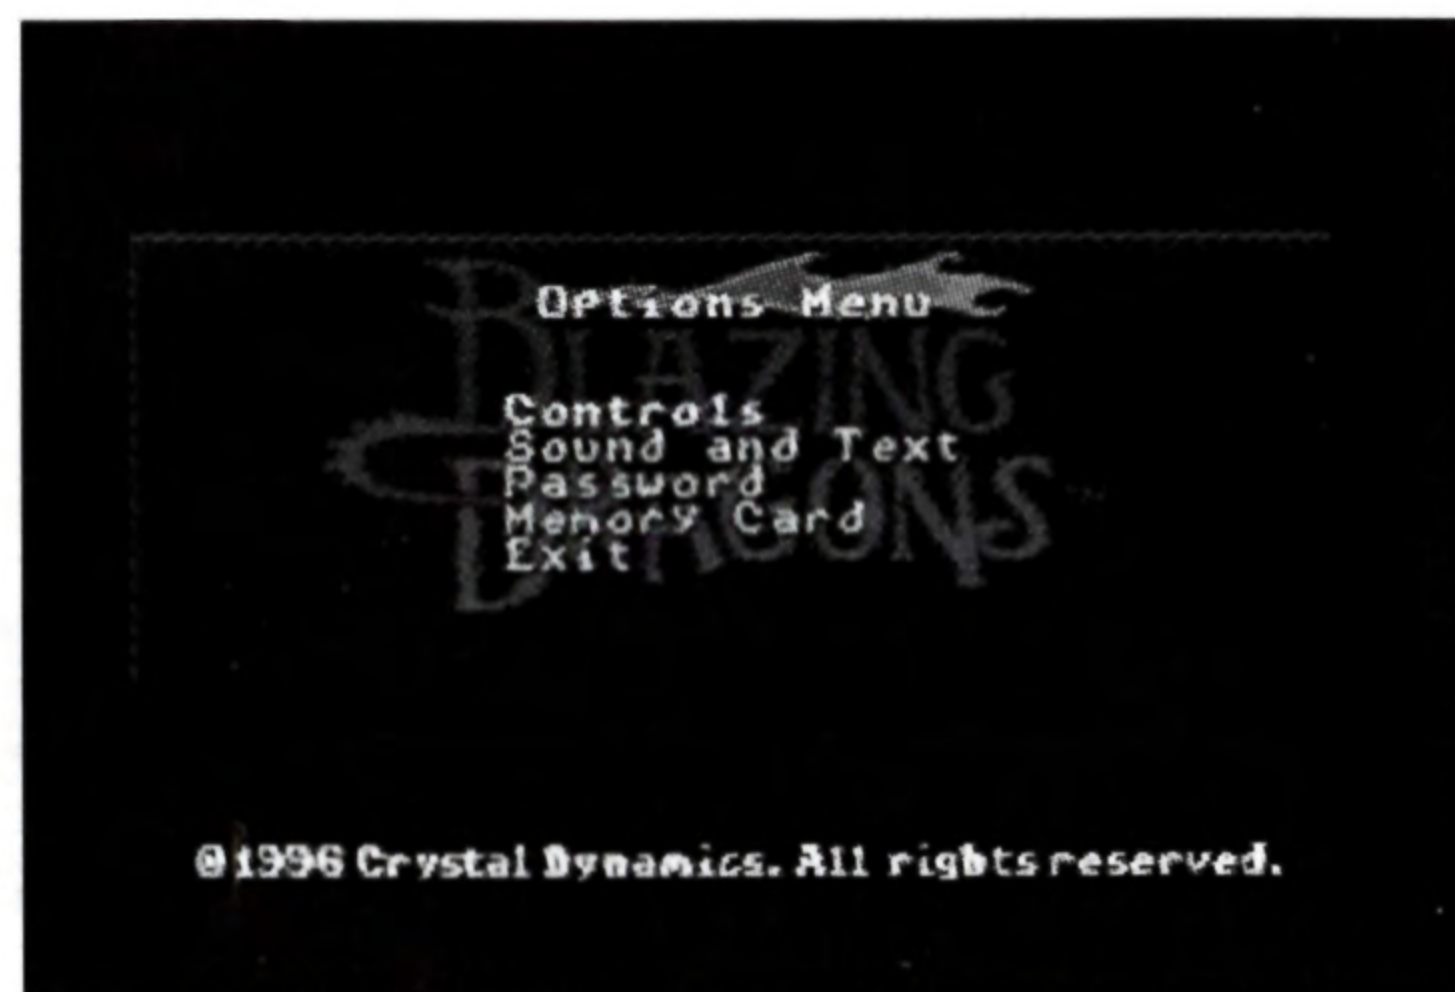 Options Menu
BLAZING
DRAGONS
Controls
Sound and Text
Password
Memory Card
Exit
©1996 Crystal Dynamics. All rights reserved.